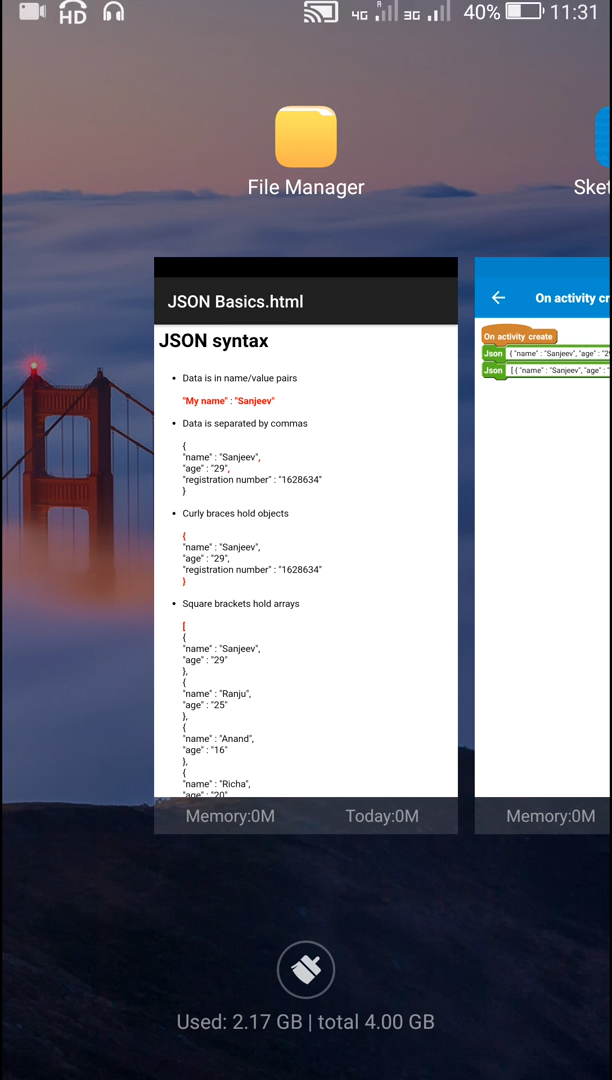 HD
4G R 3G 40% 11:31
File Manager
Sket
JSON Basics.html
JSON syntax
• Data is in name/value pairs
"My name" : "Sanjeev"
• Data is separated by commas
{
"name" : "Sanjeev",
"age" : "29",
"registration number" : "1628634"
}
• Curly braces hold objects
{
"name" : "Sanjeev",
"age" : "29",
"registration number" : "1628634"
}
• Square brackets hold arrays
[
{
"name" : "Sanjeev",
"age" : "29"
},
{
"name" : "Ranju",
"age" : "25"
},
{
"name" : "Anand",
"age" : "16"
},
{
"name" : "Richa",
"age" : "20"
Memory:0M Today:0M
On activity cr
On activity create
Json { "name" : "Sanjeev", "age" : "29
Json [ { "name" : "Sanjeev", "age" : "
Memory:0M
Used: 2.17 GB | total 4.00 GB